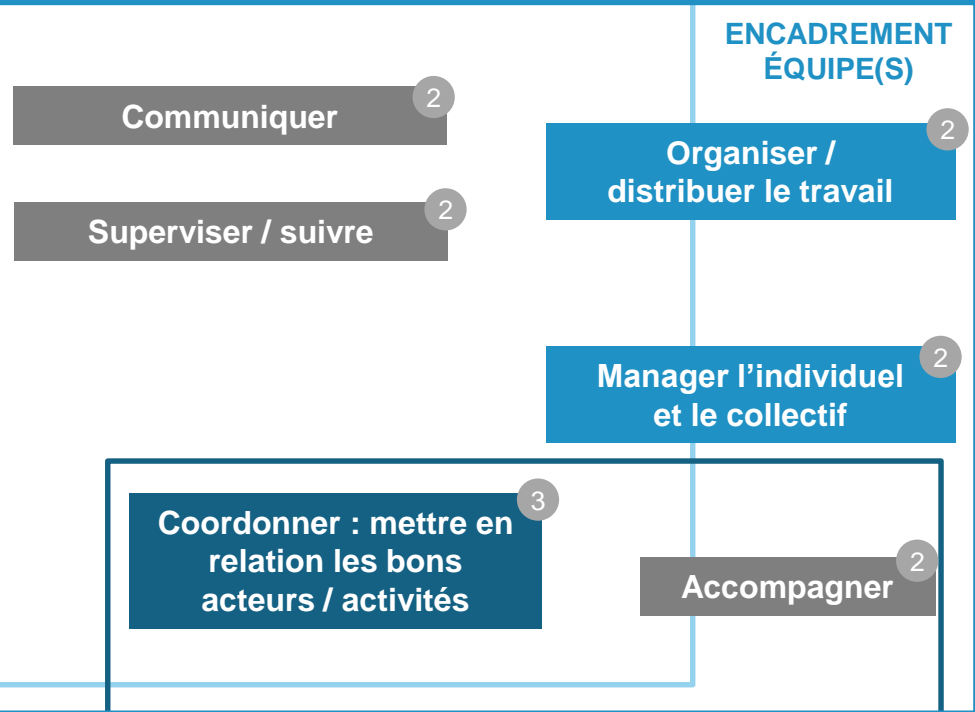 ENCADREMENT
ÉQUIPE(S)
2
Communiquer
2
Organiser /
distribuer le travail
2
Superviser / suivre
2
Manager l’individuel
et le collectif
3
Coordonner : mettre en
relation les bons
acteurs / activités
2
Accompagner